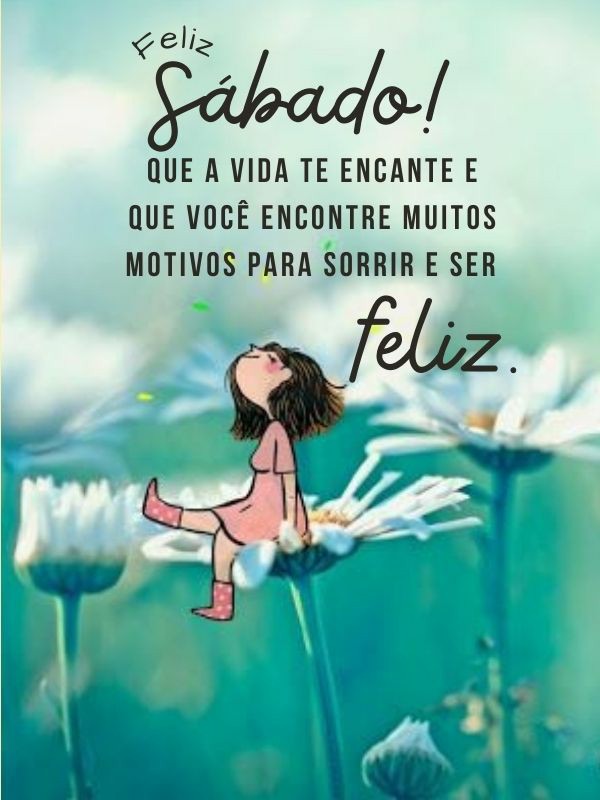 Feliz
Sábado!
QUE A VIDA TE ENCANTE E
QUE VOCÊ ENCONTRE MUITOS
MOTIVOS PARA SORRIR E SER
feliz.